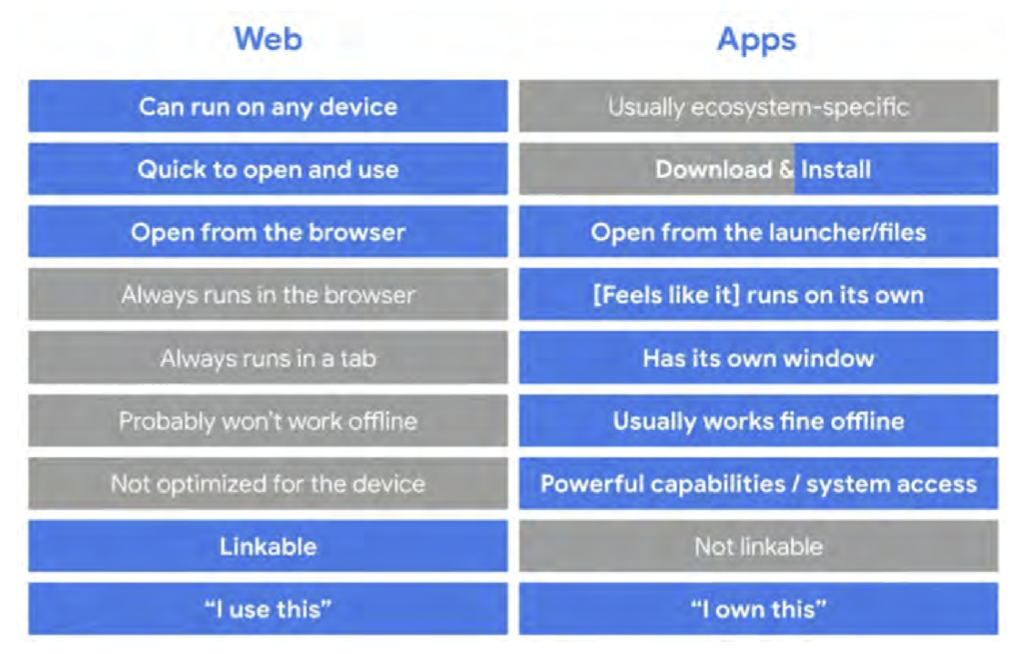 Web Apps
Can run on any device Usually ecosystem-specific
Quick to open and use Download & Install
Open from the browser Open from the launcher/files
Always runs in the browser [Feels like it] runs on its own
Always runs in a tab Has its own window
Probably won't work offline Usually works fine offline
Not optimized for the device Powerful capabilities / system access
Linkable Not linkable
“I use this” “I own this”